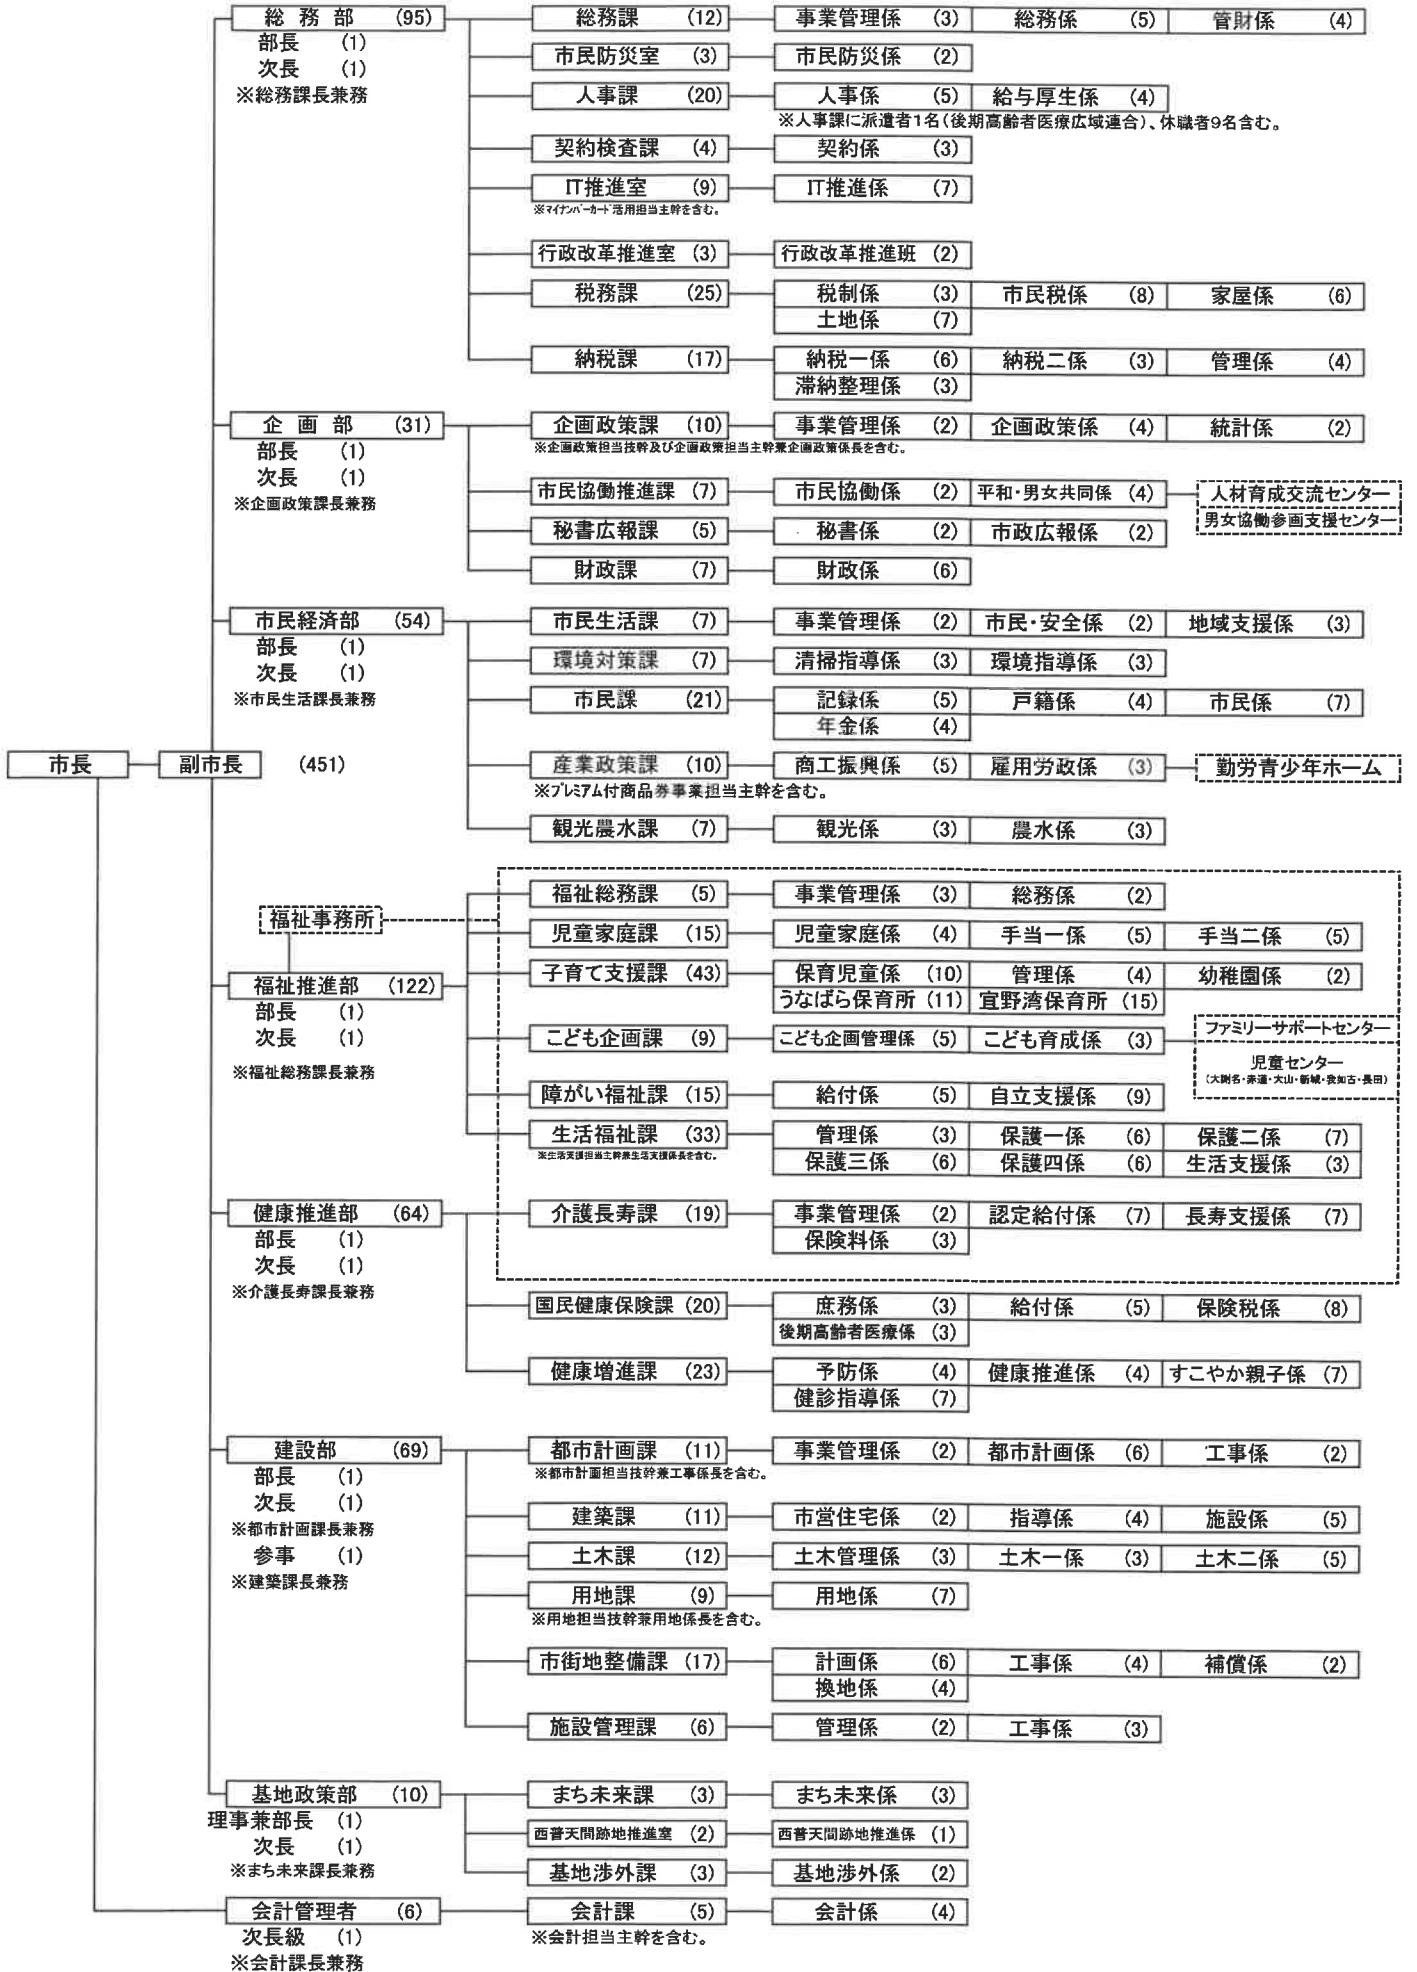 総務部 (95) 総務課 (12) 事業管理係 (3) 総務係 (5) 管財係 (4)
部長 (1)
次長 (1) 市民防災室 (3) 市民防災係 (2)
※総務課長兼務 人事課 (20) 人事係 (5) 給与厚生係 (4)
※人事課に派遣者1名(後期高齢者医療広域連合)、休職者9名含む。
契約検査課 (4) 契約係 (3)
IT推進室 (9) IT推進係 (7)
※マイナンバーカード活用担当主幹を含む。
行政改革推進室 (3) 行政改革推進班 (2)
税務課 (25) 税制係 (3) 市民税係 (8) 家屋係 (6)
土地係 (7)
納税課 (17) 納税一係 (6) 納税二係 (3) 管理係 (4)
滞納整理係 (3)
企画部 (31) 企画政策課 (10) 事業管理係 (2) 企画政策係 (4) 統計係 (2)
部長 (1) ※企画政策担当技幹及び企画政策担当主幹兼企画政策係長を含む。
次長 (1)
※企画政策課長兼務 市民協働推進課 (7) 市民協働係 (2) 平和・男女共同係 (4) 人材育成交流センター
男女協働参画支援センター
秘書広報課 (5) 秘書係 (2) 市政広報係 (2)
財政課 (7) 財政係 (6)
市民経済部 (54) 市民生活課 (7) 事業管理係 (2) 市民・安全係 (2) 地域支援係 (3)
部長 (1)
次長 (1) 環境対策課 (7) 清掃指導係 (3) 環境指導係 (3)
※市民生活課長兼務 市民課 (21) 記録係 (5) 戸籍係 (4) 市民係 (7)
年金係 (4)
市長 副市長 (451) 産業政策課 (10) 商工振興係 (5) 雇用労政係 (3) 勤労青少年ホーム
※プレミアム付商品券事業担当主幹を含む。
観光農水課 (7) 観光係 (3) 農水係 (3)
福祉総務課 (5) 事業管理係 (3) 総務係 (2)
福祉事務所
児童家庭課 (15) 児童家庭係 (4) 手当一係 (5) 手当二係 (5)
子育て支援課 (43) 保育児童係 (10) 管理係 (4) 幼稚園係 (2)
福祉推進部 (122) うなばら保育所 (11) 宜野湾保育所 (15)
部長 (1)
次長 (1) こども企画課 (9) こども企画管理係 (5) こども育成係 (3) ファミリーサポートセンター
※福祉総務課長兼務 児童センター
(大謝名・赤道・大山・新城・我如古・長田)
障がい福祉課 (15) 給付係 (5) 自立支援係 (9)
生活福祉課 (33) 管理係 (3) 保護一係 (6) 保護二係 (7)
※生活支援担当主幹兼生活支援係長を含む。 保護三係 (6) 保護四係 (6) 生活支援係 (3)
健康推進部 (64) 介護長寿課 (19) 事業管理係 (2) 認定給付係 (7) 長寿支援係 (7)
部長 (1) 保険料係 (3)
次長 (1)
※介護長寿課長兼務
国民健康保険課 (20) 庶務係 (3) 給付係 (5) 保険税係 (8)
後期高齢者医療係 (3)
健康増進課 (23) 予防係 (4) 健康推進係 (4) すこやか親子係 (7)
健診指導係 (7)
建設部 (69) 都市計画課 (11) 事業管理係 (2) 都市計画係 (6) 工事係 (2)
部長 (1) ※都市計画担当技幹兼工事係長を含む。
次長 (1)
※都市計画課長兼務 建築課 (11) 市営住宅係 (2) 指導係 (4) 施設係 (5)
参事 (1) 土木課 (12) 土木管理係 (3) 土木一係 (3) 土木二係 (5)
※建築課長兼務
用地課 (9) 用地係 (7)
※用地担当技幹兼用地係長を含む。
市街地整備課 (17) 計画係 (6) 工事係 (4) 補償係 (2)
換地係 (4)
施設管理課 (6) 管理係 (2) 工事係 (3)
基地政策部 (10) まち未来課 (3) まち未来係 (3)
理事兼部長 (1)
次長 (1) 西普天間跡地推進室 (2) 西普天間跡地推進係 (1)
※まち未来課長兼務 基地渉外課 (3) 基地渉外係 (2)
会計管理者 (6) 会計課 (5) 会計係 (4)
次長級 (1) ※会計担当主幹を含む。
※会計課長兼務